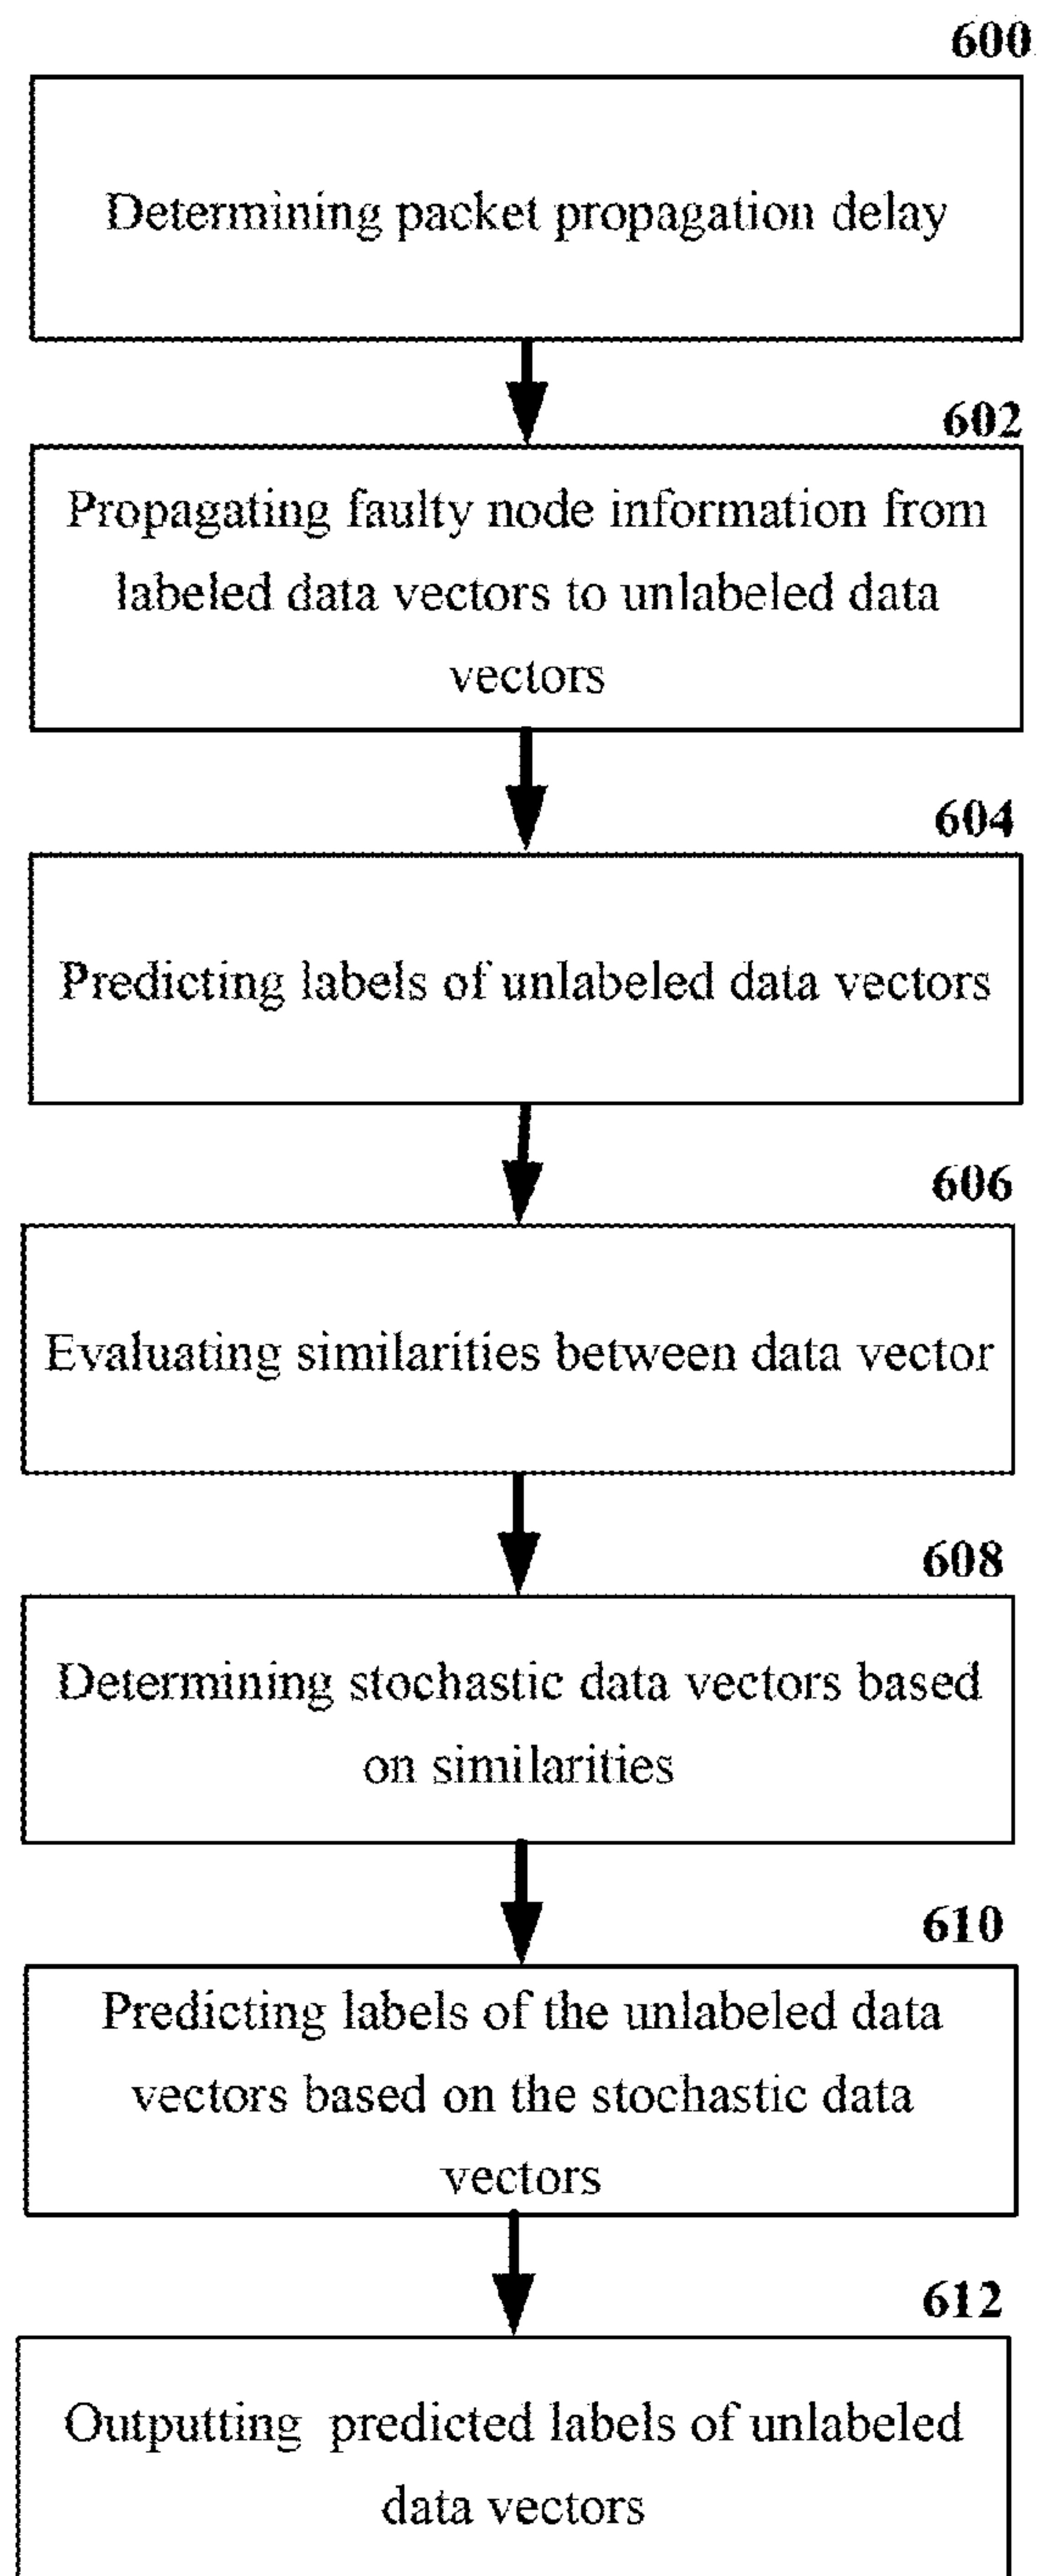 600
Determining packet propagation delay
602
Propagating faulty node information from
labeled data vectors to unlabeled data
vectors
604
Predicting labels of unlabeled data vectors
606
Evaluating similarities between data vector
608
Determining stochastic data vectors based
on similarities
610
Predicting labels of the unlabeled data
vectors based on the stochastic data
vectors
612
Outputting predicted labels of unlabeled
data vectors